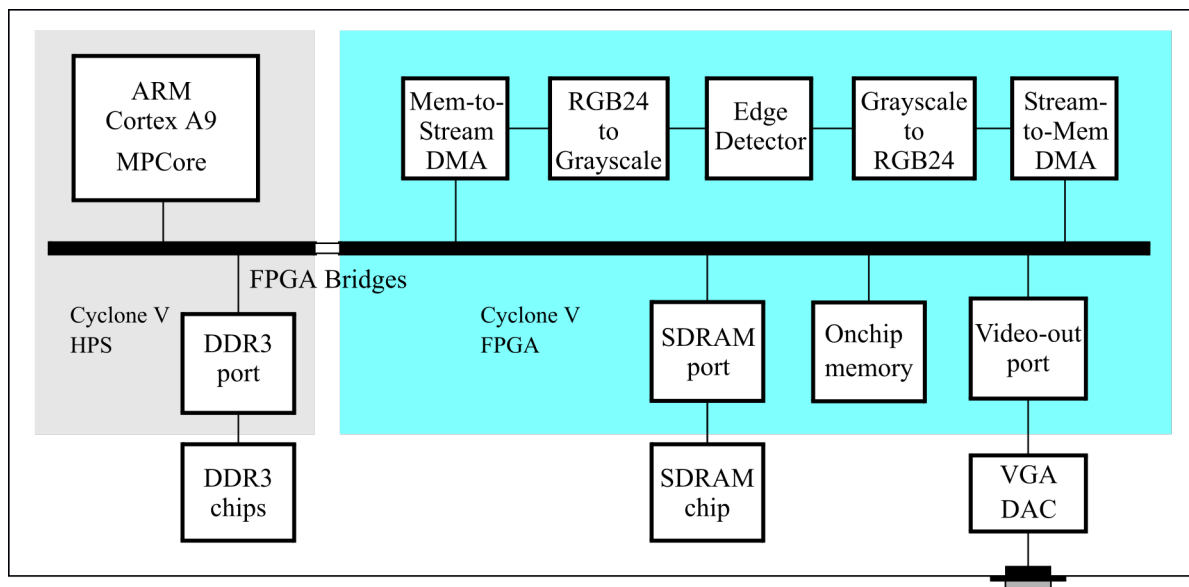 ARM
Cortex A9
MPCore
Mem-to-
Stream
DMA
RGB24
to
Grayscale
Edge
Detector
Grayscale
to
RGB24
Stream-
to-Mem
DMA
FPGA Bridges
Cyclone V
HPS
DDR3
port
Cyclone V
FPGA
SDRAM
port
Onchip
memory
Video-out
port
DDR3
chips
SDRAM
chip
VGA
DAC